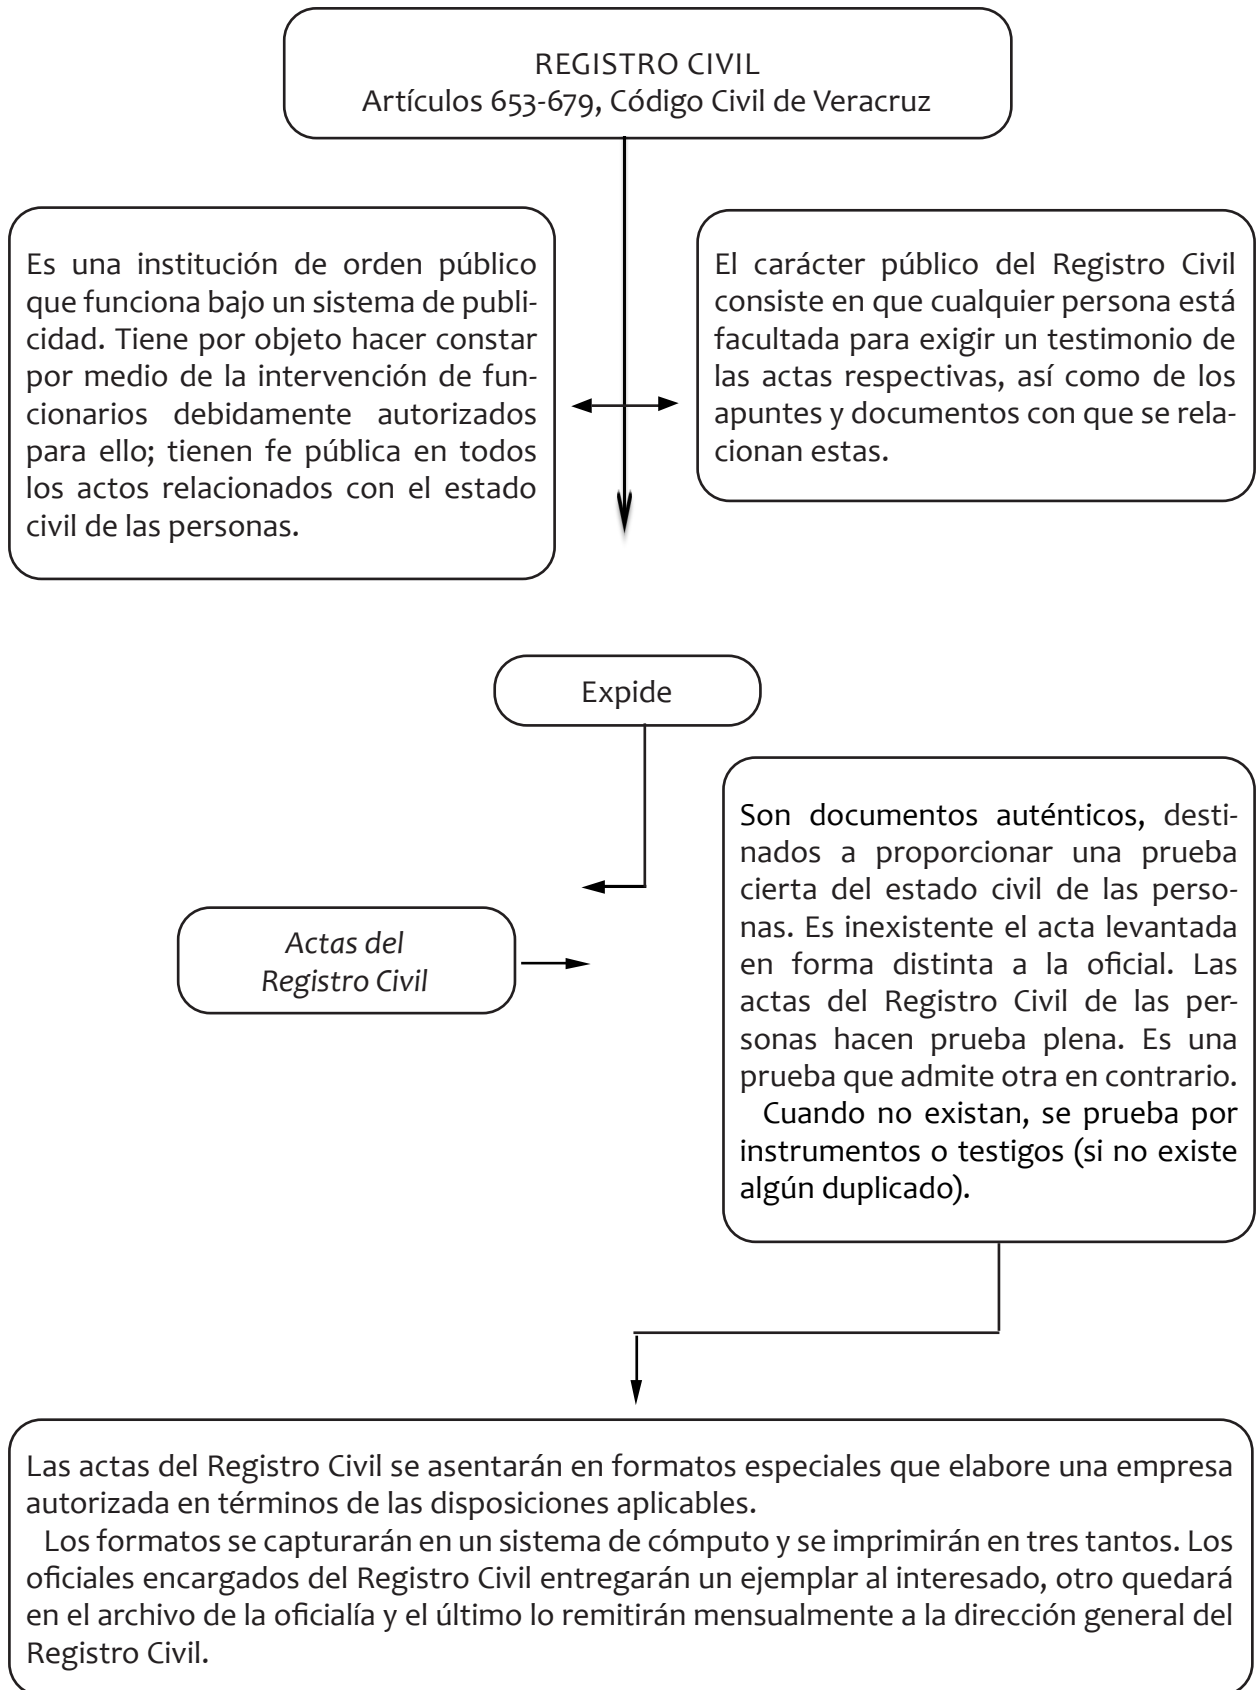 REGISTRO CIVIL
Artículos 653-679, Código Civil de Veracruz
Es una institución de orden público
que funciona bajo un sistema de publi-
cidad. Tiene por objeto hacer constar
por medio de la intervención de fun-
cionarios debidamente autorizados
para ello; tienen fe pública en todos
los actos relacionados con el estado
civil de las personas.
El carácter público del Registro Civil
consiste en que cualquier persona está
facultada para exigir un testimonio de
las actas respectivas, así como de los
apuntes y documentos con que se rela-
cionan estas.
Expide
Actas del
Registro Civil
Son documentos auténticos, desti-
nados a proporcionar una prueba
cierta del estado civil de las perso-
nas. Es inexistente el acta levantada
en forma distinta a la oficial. Las
actas del Registro Civil de las per-
sonas hacen prueba plena. Es una
prueba que admite otra en contrario.
Cuando no existan, se prueba por
instrumentos o testigos (si no existe
algún duplicado).
Las actas del Registro Civil se asentarán en formatos especiales que elabore una empresa
autorizada en términos de las disposiciones aplicables.
Los formatos se capturarán en un sistema de cómputo y se imprimirán en tres tantos. Los
oficiales encargados del Registro Civil entregarán un ejemplar al interesado, otro quedará
en el archivo de la oficialía y el último lo remitirán mensualmente a la dirección general del
Registro Civil.